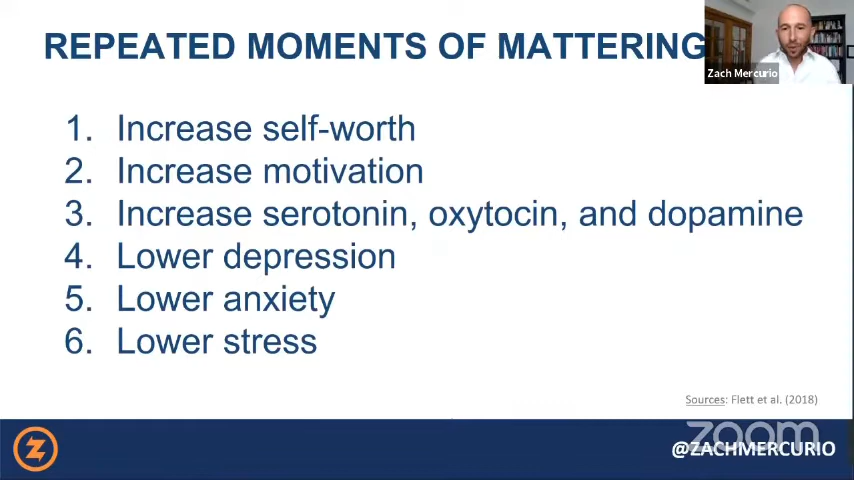 REPEATED MOMENTS OF MATTERING
Zach Mercurio
1. Increase self-worth
2. Increase motivation
3. Increase serotonin, oxytocin, and dopamine
4. Lower depression
5. Lower anxiety
6. Lower stress
Sources: Flett et al. (2018)
zoom
@ZACHMERCURIO